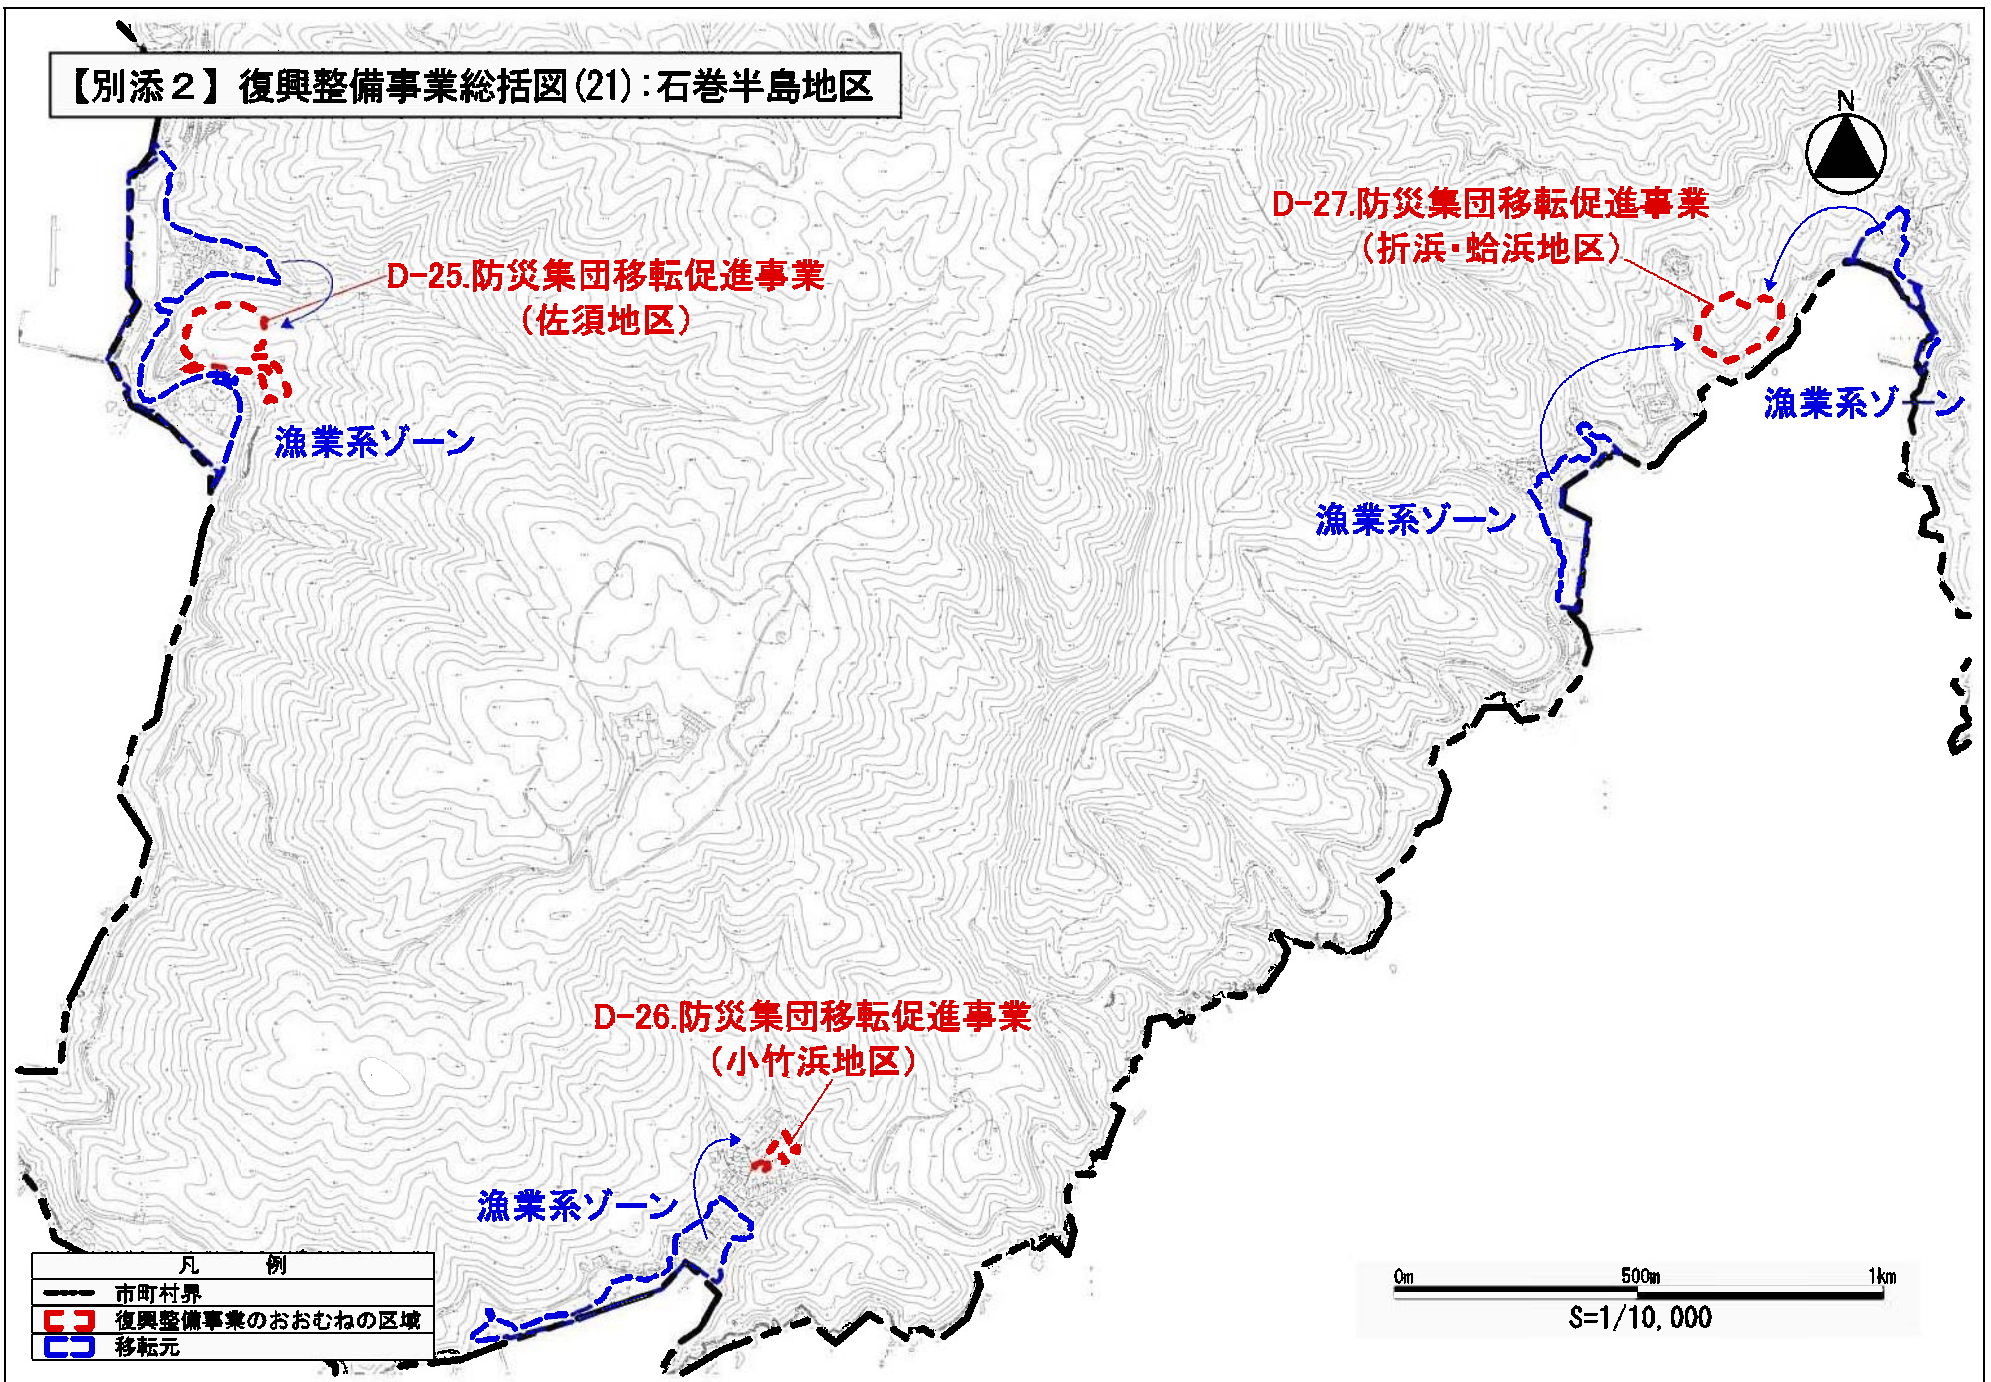 【別添２】復興整備事業総括図(21):石巻半島地区
N
D-27.防災集団移転促進事業
(折浜・蛤浜地区)
D-25.防災集団移転促進事業
(佐須地区)
漁業系ゾーン
漁業系ゾーン
漁業系ゾーン
D-26.防災集団移転促進事業
(小竹浜地区)
漁業系ゾーン
凡 例
市町村界
復興整備事業のおおむねの区域
移転元
0m 500m 1km
S=1/10,000